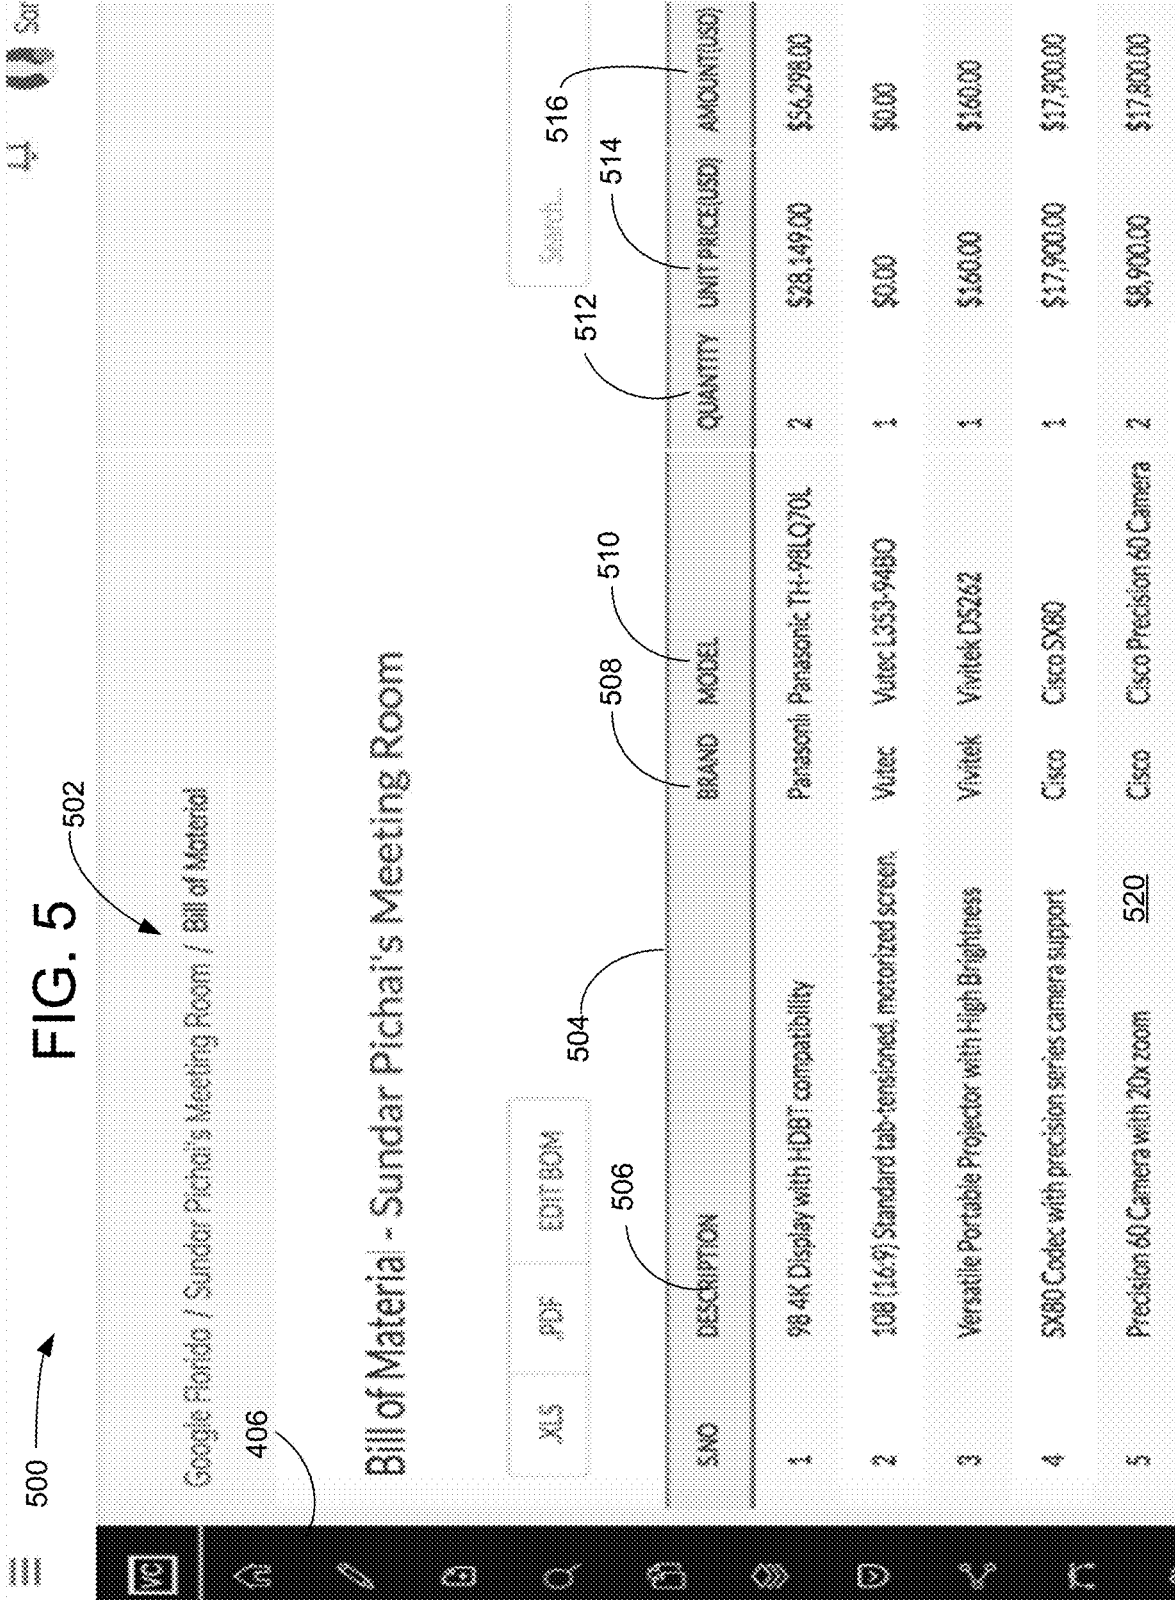 FIG. 5
500
502
VC
Google Florido / Sundar Pichai's Meeting Room / Bill of Material
406
Bill of Material - Sundar Pichai's Meeting Room
.XLS .PDF EDIT BOM Search...
504
506 508 510 512 514 516
S.NO DESCRIPTION BRAND MODEL QUANTITY UNIT PRICE(USD) AMOUNT(USD)
1 98 4K Display with HDBT compatibility Panasoni Panasonic TH-98LQ70L 2 $28,149.00 $56,298.00
2 108 (16:9) Standard tab-tensioned, motorized screen. Vutec Vutec L353-94BO 1 $0.00 $0.00
3 Versatile Portable Projector with High Brightness Vivitek Vivitek D5262 1 $160.00 $160.00
4 SX80 Codec with precision series camera support Cisco Cisco SX80 1 $17,900.00 $17,900.00
5 Precision 60 Camera with 20x zoom Cisco Cisco Precision 60 Camera 2 $8,900.00 $17,800.00
520